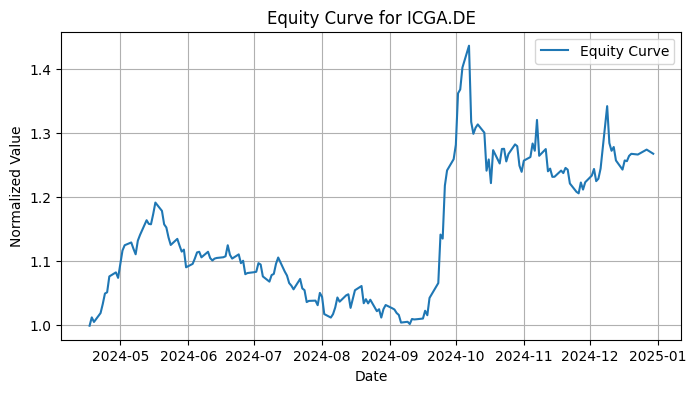 Equity Curve for ICGA.DE
Equity Curve
Normalized Value
1.4
1.3
1.2
1.1
1.0
2024-05 2024-06 2024-07 2024-08 2024-09 2024-10 2024-11 2024-12 2025-01
Date